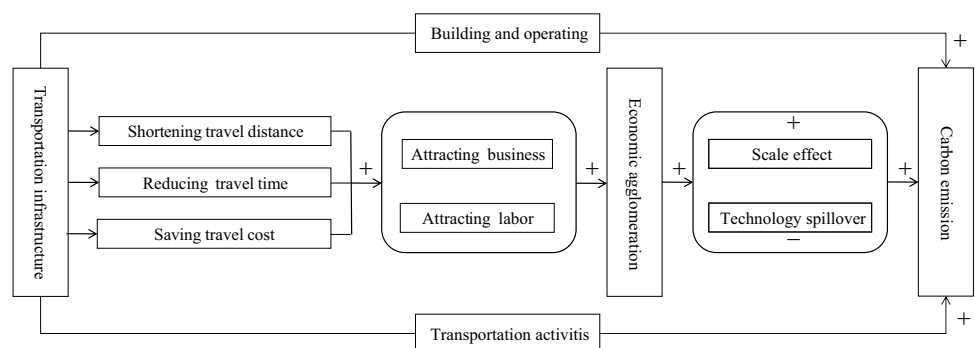 Building and operating
+
Transportation infrastructure
Shortening travel distance
Reducing travel time
Saving travel cost
+
Attracting business
Attracting labor
+
Economic agglomeration
+
+
Scale effect
Technology spillover
−
+
Carbon emission
Transportation activitis
+